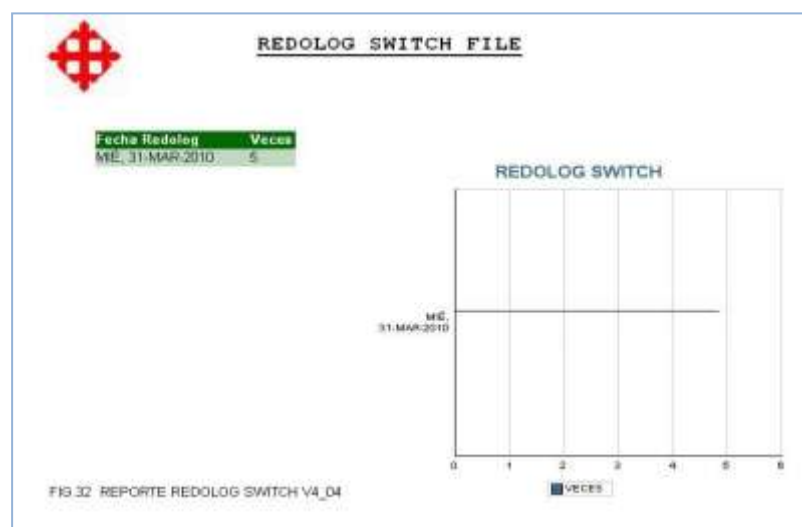 REDOLOG SWITCH FILE
Fecha Redolog Veces
MIÉ, 31-MAR-2010 5
REDOLOG SWITCH
MIÉ,
31-MAR-2010
0 1 2 3 4 5 6
VECES
FIG 32 REPORTE REDOLOG SWITCH V4_04